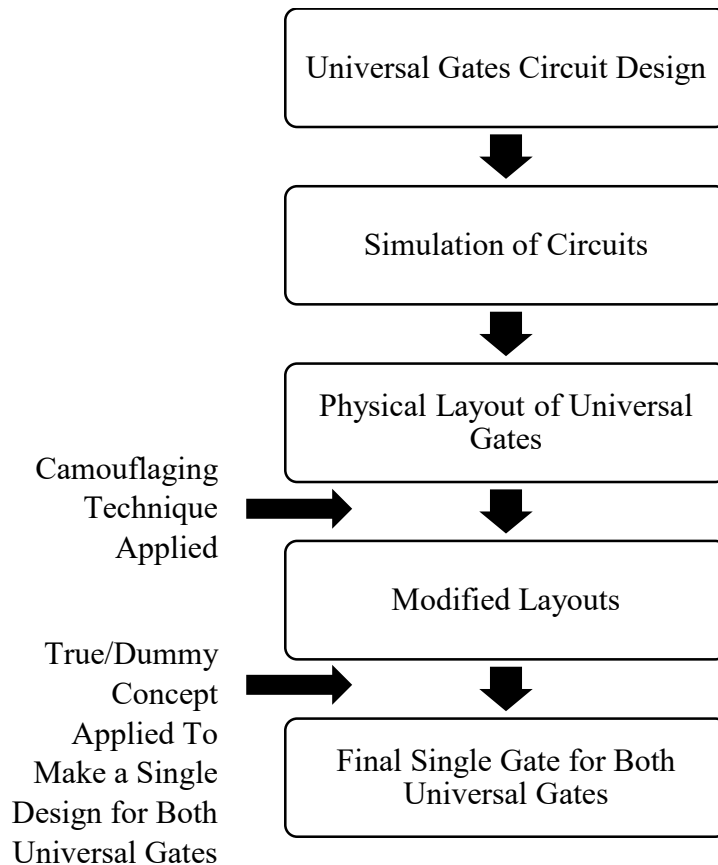 Universal Gates Circuit Design
Simulation of Circuits
Physical Layout of Universal
Gates
Camouflaging
Technique
Applied
Modified Layouts
True/Dummy
Concept
Applied To
Make a Single
Design for Both
Universal Gates
Final Single Gate for Both
Universal Gates